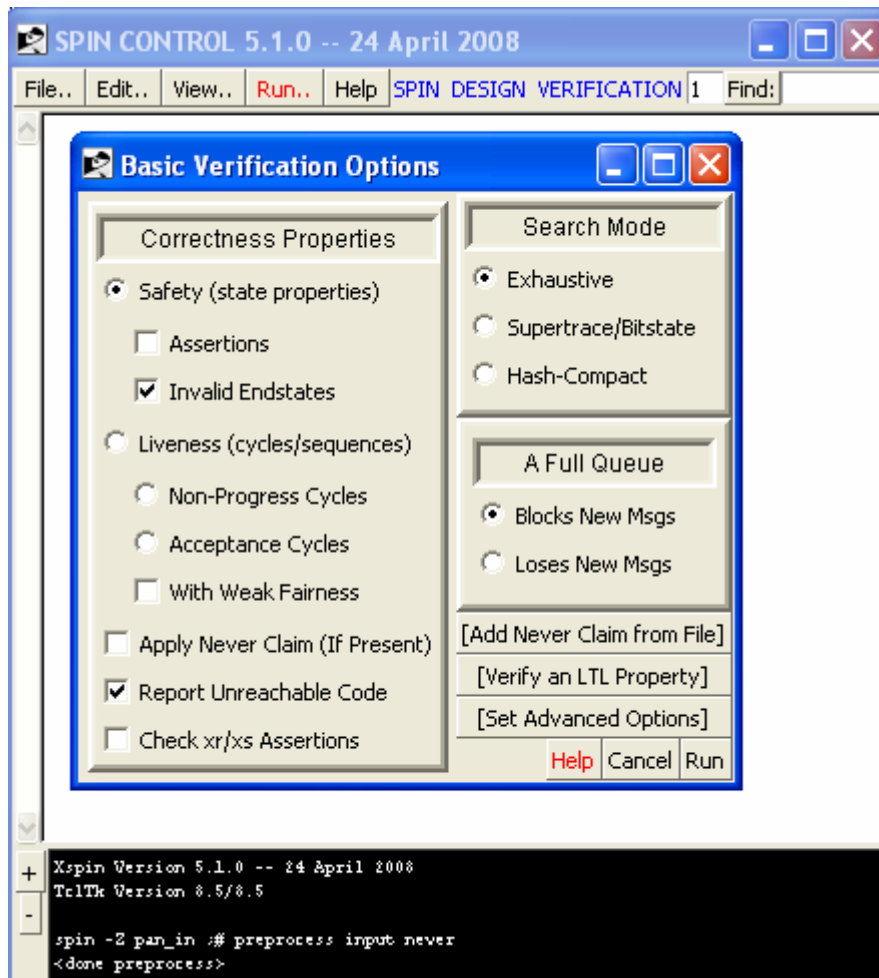 SPIN CONTROL 5.1.0 -- 24 April 2008
File.. Edit.. View.. Run.. Help SPIN DESIGN VERIFICATION 1 Find:
Basic Verification Options
Correctness Properties
Safety (state properties)
Assertions
Invalid Endstates
Liveness (cycles/sequences)
Non-Progress Cycles
Acceptance Cycles
With Weak Fairness
Apply Never Claim (If Present)
Report Unreachable Code
Check xr/xs Assertions
Search Mode
Exhaustive
Supertrace/Bitstate
Hash-Compact
A Full Queue
Blocks New Msgs
Loses New Msgs
[Add Never Claim from File]
[Verify an LTL Property]
[Set Advanced Options]
Help Cancel Run
+
-
Xspin Version 5.1.0 -- 24 April 2008
TclTk Version 8.5/8.5
spin -Z pan_in ;# preprocess input never
<done preprocess>